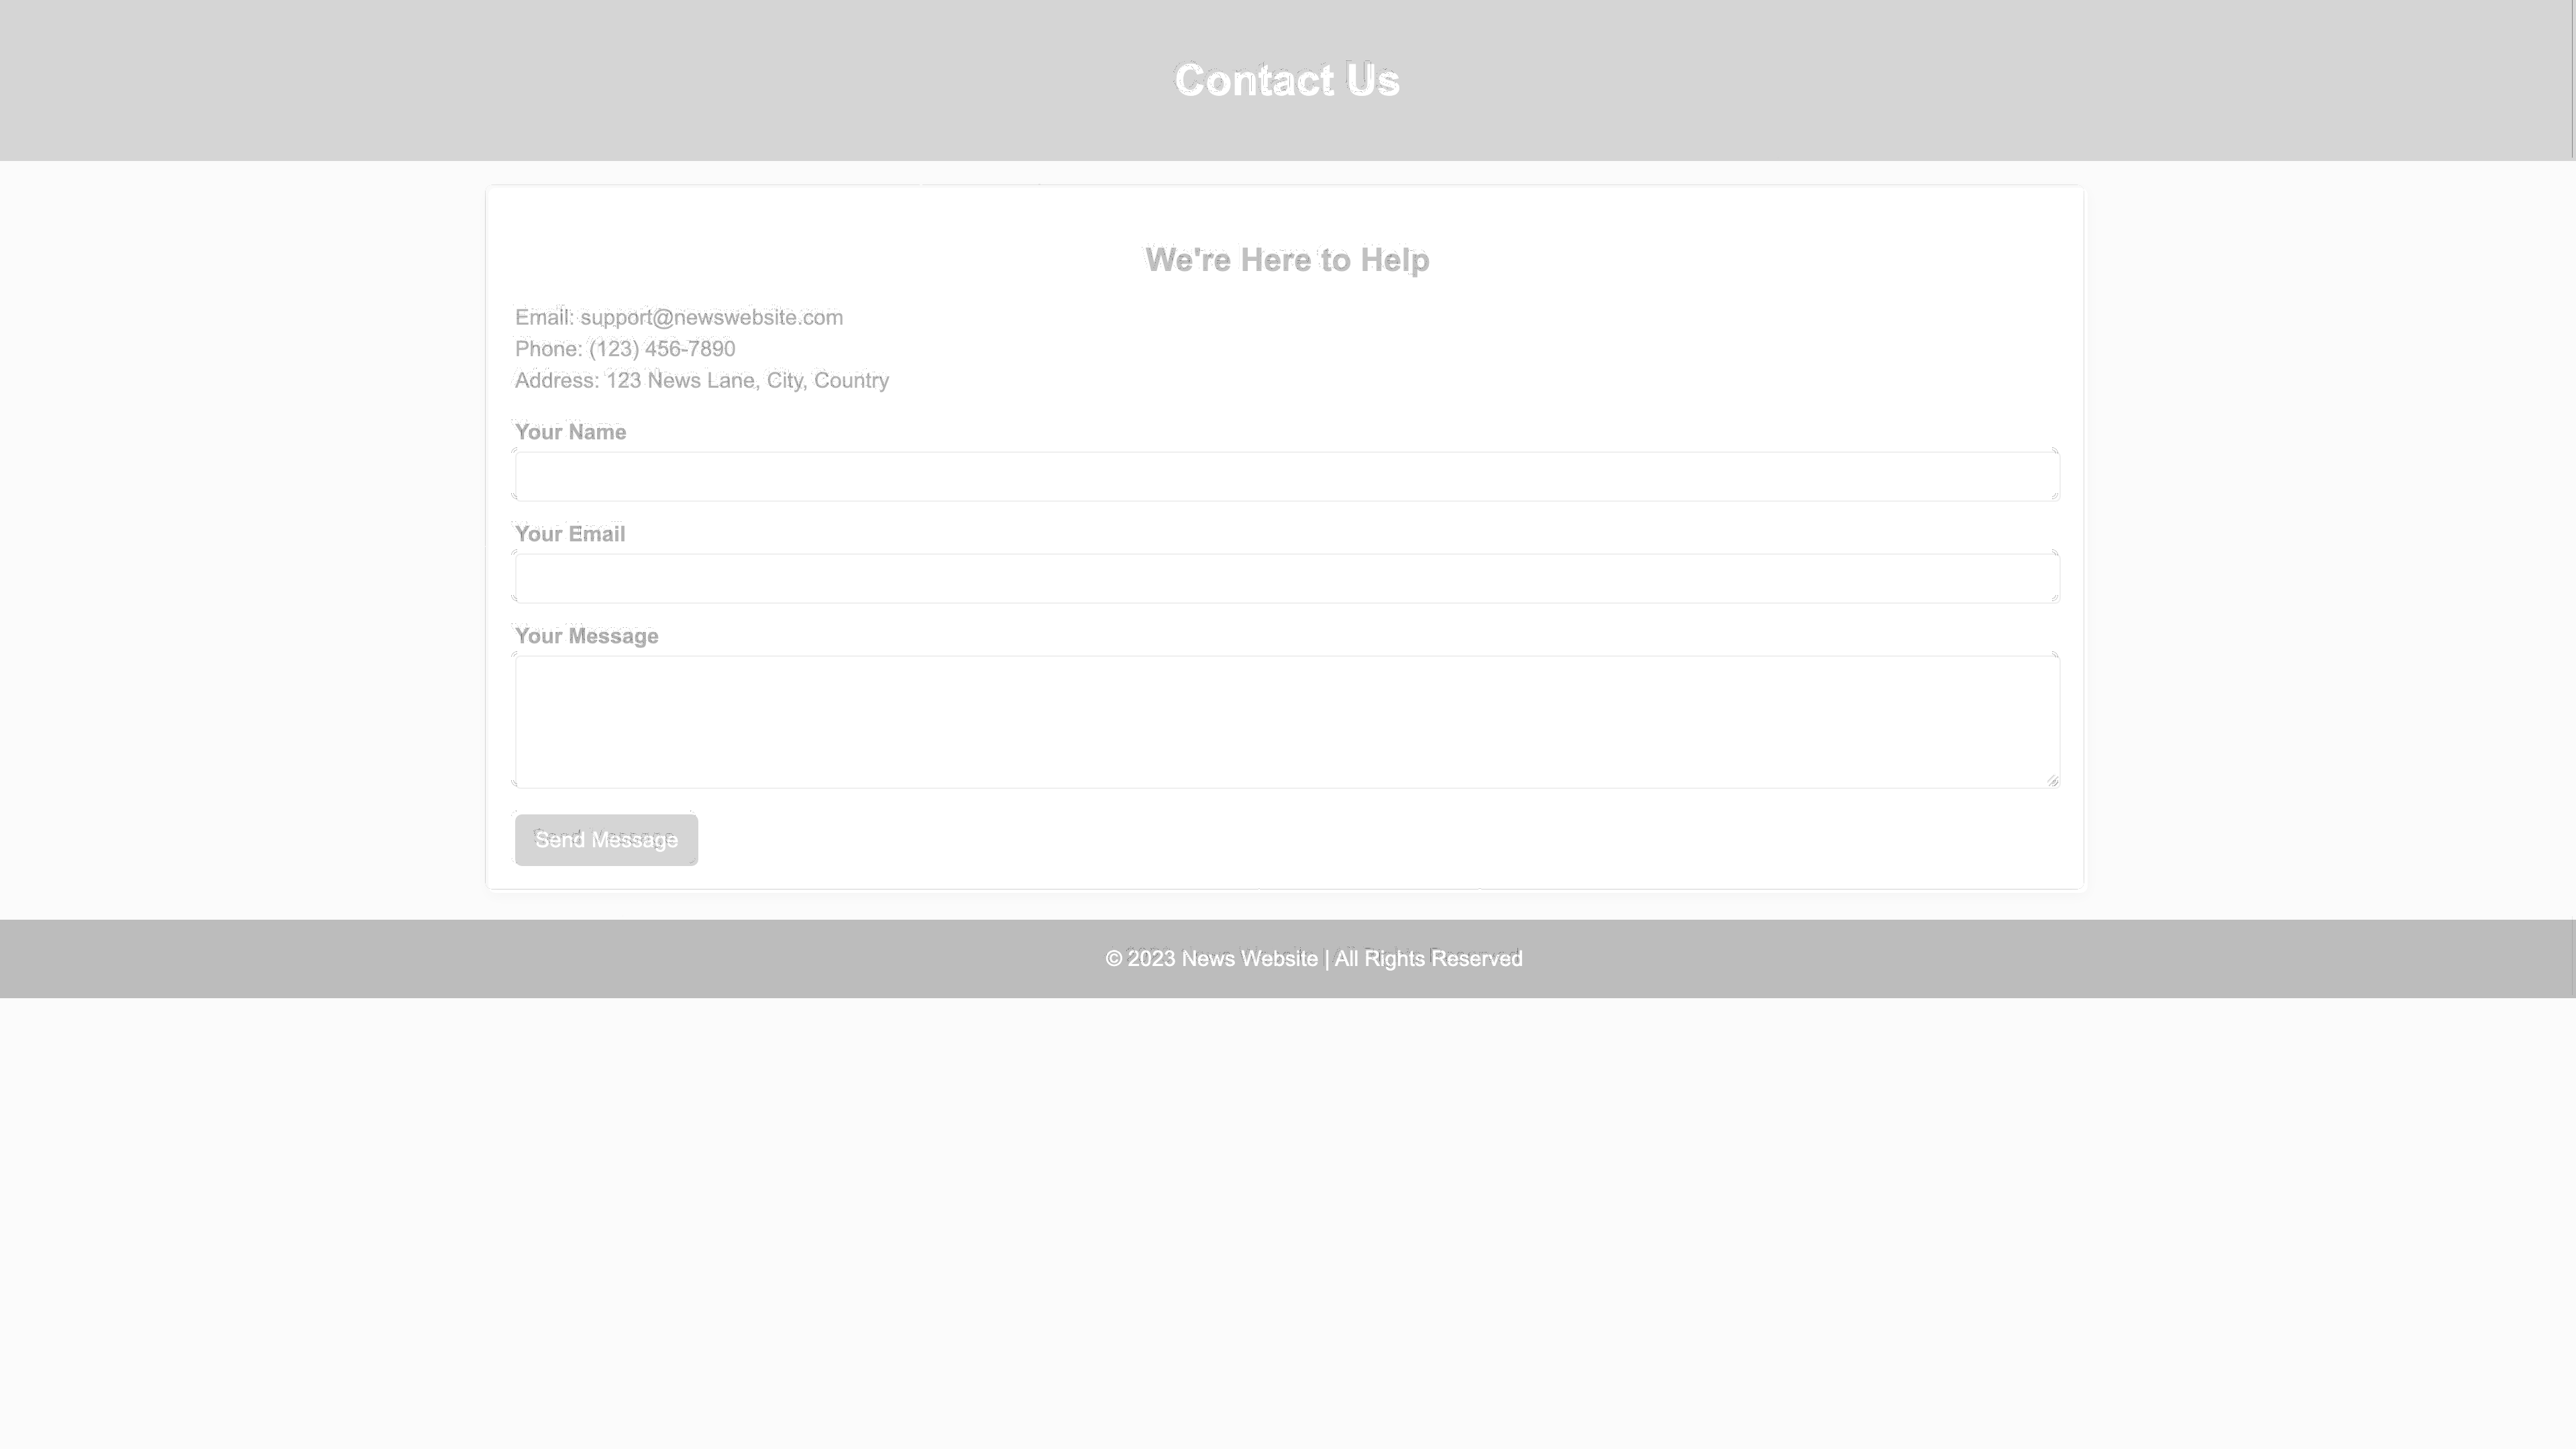 Contact Us
We're Here to Help
Email: support@newswebsite.com
Phone: (123) 456-7890
Address: 123 News Lane, City, Country
Your Name
Your Email
Your Message
Send Message
© 2023 News Website | All Rights Reserved